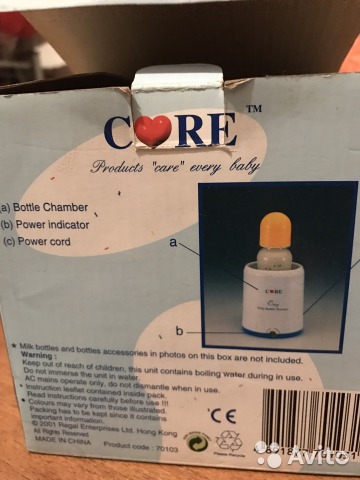 C❤RE™
Products "care" every baby
(a) Bottle Chamber
(b) Power indicator
(c) Power cord
a
CORE
b
* Milk bottles and bottles accessories in photos on this box are not included.
Warning :
Keep out of reach of children, this unit contains boiling water during in use.
Do not immerse the unit in water.
AC mains operate only, do not dismantle when in use.
* Instruction leaflet contained inside pack.
Read instructions carefully before use !!!
* Colours may vary from those illustrated.
Packing has to be kept since it contains
important information.
© 2001 Regal Enterprises Ltd. Hong Kong
All Rights Reserved
MADE IN CHINA
Product code : 70103
CE
Please Recycle
Avito